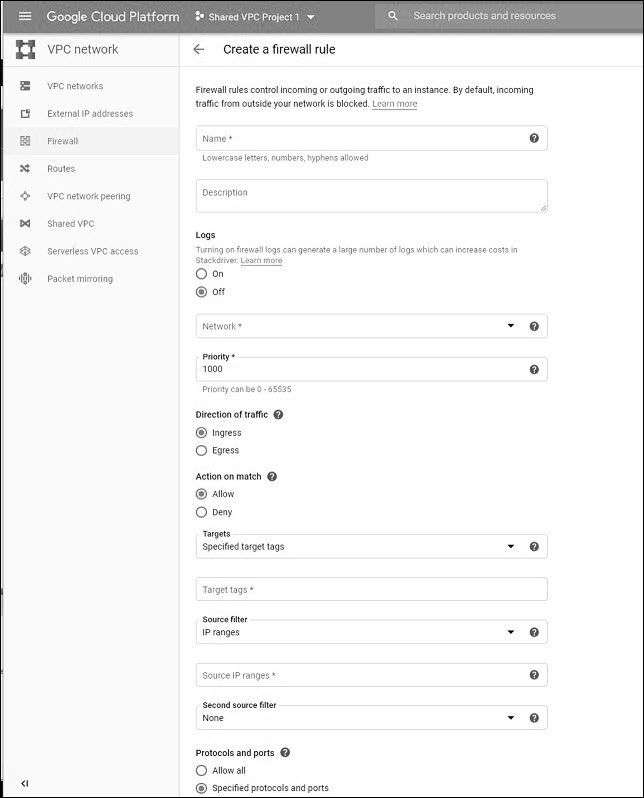 Google Cloud Platform Shared VPC Project 1 Search products and resources
VPC network
Create a firewall rule
VPC networks
External IP addresses
Firewall
Routes
VPC network peering
Shared VPC
Serverless VPC access
Packet mirroring
Firewall rules control incoming or outgoing traffic to an instance. By default, incoming
traffic from outside your network is blocked. Learn more
Name *
Lowercase letters, numbers, hyphens allowed
Description
Logs
Turning on firewall logs can generate a large number of logs which can increase costs in
Stackdriver. Learn more
On
Off
Network *
Priority *
1000
Priority can be 0 - 65535
Direction of traffic
Ingress
Egress
Action on match
Allow
Deny
Targets
Specified target tags
Target tags *
Source filter
IP ranges
Source IP ranges *
Second source filter
None
Protocols and ports
Allow all
Specified protocols and ports